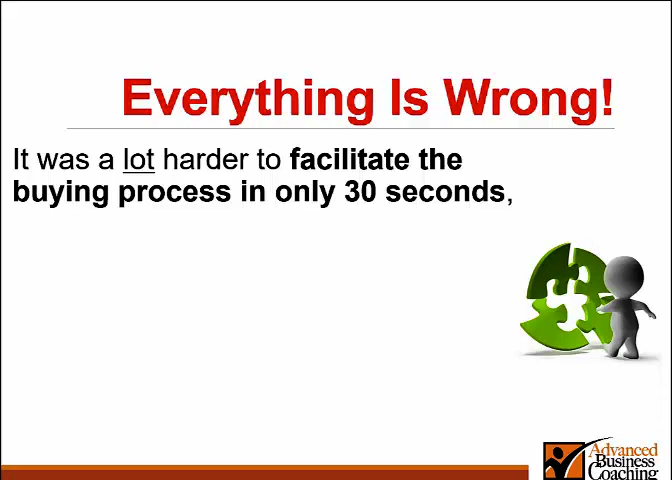 Everything Is Wrong!
It was a lot harder to facilitate the
buying process in only 30 seconds,
Advanced
Business
Coaching